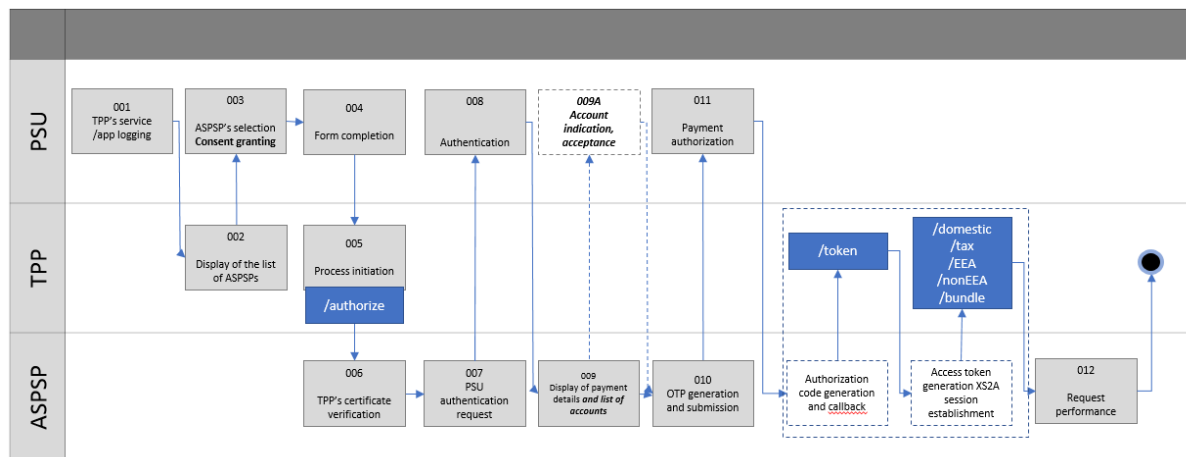 PSU
001
TPP's service
/app logging
003
ASPSP's selection
Consent granting
004
Form completion
008
Authentication
009A
Account
indication,
acceptance
011
Payment
authorization
TPP
002
Display of the list
of ASPSPs
005
Process initiation
/authorize
/token
/domestic
/tax
/EEA
/nonEEA
/bundle
ASPSP
006
TPP's certificate
verification
007
PSU
authentication
request
009
Display of payment
details and list of
accounts
010
OTP generation
and submission
Authorization
code generation
and callback
Access token
generation XS2A
session
establishment
012
Request
performance